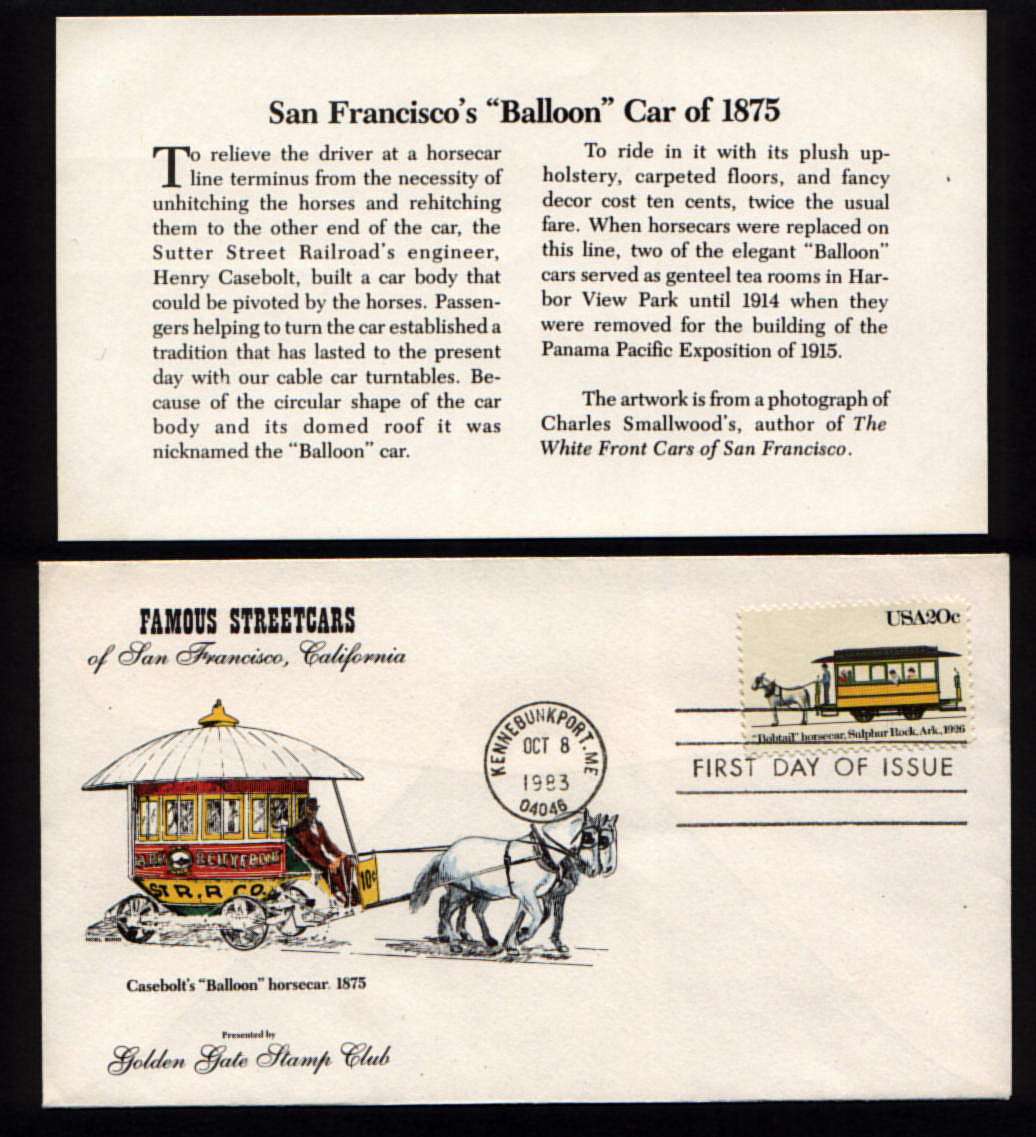 San Francisco's "Balloon" Car of 1875
To relieve the driver at a horsecar
line terminus from the necessity of
unhitching the horses and rehitching
them to the other end of the car, the
Sutter Street Railroad's engineer,
Henry Casebolt, built a car body that
could be pivoted by the horses. Passen-
gers helping to turn the car established a
tradition that has lasted to the present
day with our cable car turntables. Be-
cause of the circular shape of the car
body and its domed roof it was
nicknamed the "Balloon" car.
To ride in it with its plush up-
holstery, carpeted floors, and fancy
decor cost ten cents, twice the usual
fare. When horsecars were replaced on
this line, two of the elegant "Balloon"
cars served as genteel tea rooms in Har-
bor View Park until 1914 when they
were removed for the building of the
Panama Pacific Exposition of 1915.
The artwork is from a photograph of
Charles Smallwood's, author of The
White Front Cars of San Francisco.
FAMOUS STREETCARS
of San Francisco, California
USA20c
"Bobtail" horsecar, Sulphur Rock, Ark., 1926
KENNEBUNKPORT, ME
OCT 8
1983
04046
FIRST DAY OF ISSUE
10¢
ST R.R CO.
Casebolt's "Balloon" horsecar. 1875
Presented by
Golden Gate Stamp Club